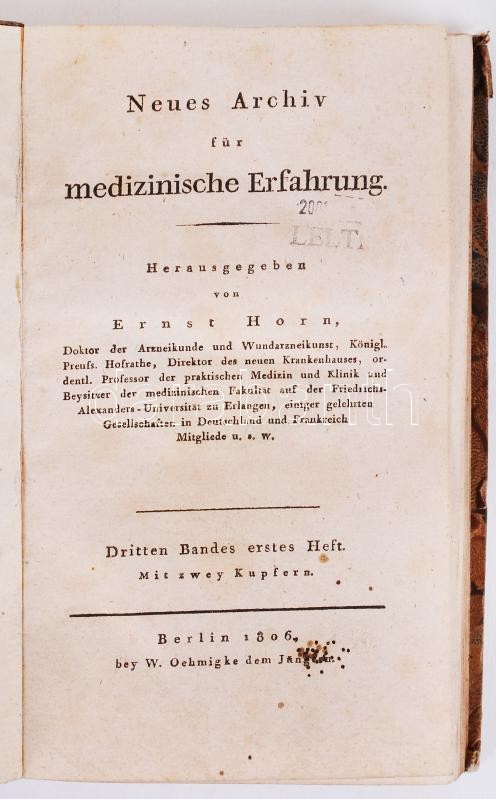 Neues Archiv
für
medizinische Erfahrung.
LELT.
Herausgegeben
von
Ernst Horn,
Doktor der Arzneikunde und Wundarzneikunst, Königl.
Preuſs. Hofrathe, Direktor des neuen Krankenhauses, or-
dentl. Professor der praktischen Medizin und Klinik und
Beysitzer der medizinischen Fakultät auf der Friedrichs-
Alexanders-Universität zu Erlangen, einiger gelehrten
Gesellschaften in Deutschland und Frankreich
Mitgliede u. s. w.
Dritten Bandes erstes Heft.
Mit zwey Kupfern.
Berlin 1806.
bey W. Oehmigke dem Jüngern.